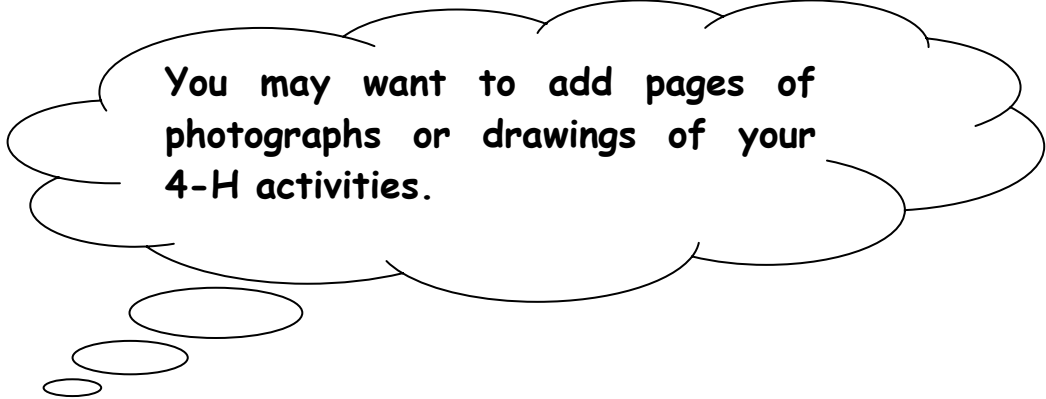 You may want to add pages of
photographs or drawings of your
4-H activities.